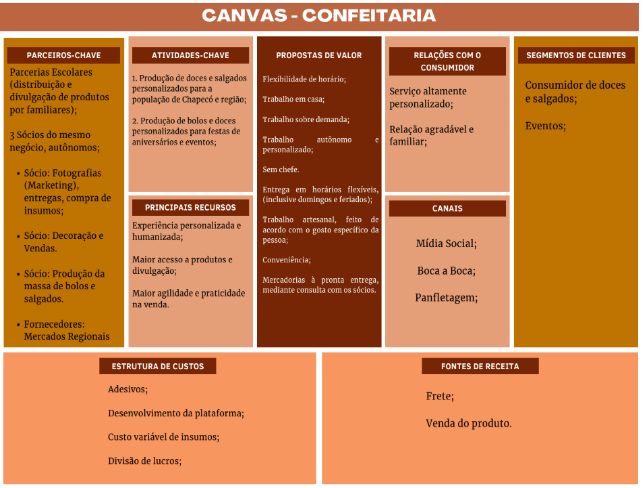 CANVAS - CONFEITARIA
PARCEIROS-CHAVE
Parcerias Escolares
(distribuição e
divulgação de produtos
por familiares);
3 Sócios do mesmo
negócio, autônomos;
• Sócio: Fotografias
(Marketing),
entregas, compra de
insumos;
• Sócio: Decoração e
Vendas.
• Sócio: Produção da
massa de bolos e
salgados.
• Fornecedores:
Mercados Regionais
ATIVIDADES-CHAVE
1. Produção de doces e salgados
personalizados para a
população de Chapecó e região;
2. Produção de bolos e doces
personalizados para festas de
aniversários e eventos;
PRINCIPAIS RECURSOS
Experiência personalizada e
humanizada;
Maior acesso a produtos e
divulgação;
Maior agilidade e praticidade
na venda.
PROPOSTAS DE VALOR
Flexibilidade de horário;
Trabalho em casa;
Trabalho sobre demanda;
Trabalho autônomo e
personalizado;
Sem chefe.
Entrega em horários flexíveis,
(inclusive domingos e feriados);
Trabalho artesanal, feito de
acordo com o gosto específico da
pessoa;
Conveniência;
Mercadorias à pronta entrega,
mediante consulta com os sócios.
RELAÇÕES COM O
CONSUMIDOR
Serviço altamente
personalizado;
Relação agradável e
familiar;
CANAIS
Mídia Social;
Boca a Boca;
Panfletagem;
SEGMENTOS DE CLIENTES
Consumidor de doces
e salgados;
Eventos;
ESTRUTURA DE CUSTOS
Adesivos;
Desenvolvimento da plataforma;
Custo variável de insumos;
Divisão de lucros;
FONTES DE RECEITA
Frete;
Venda do produto.